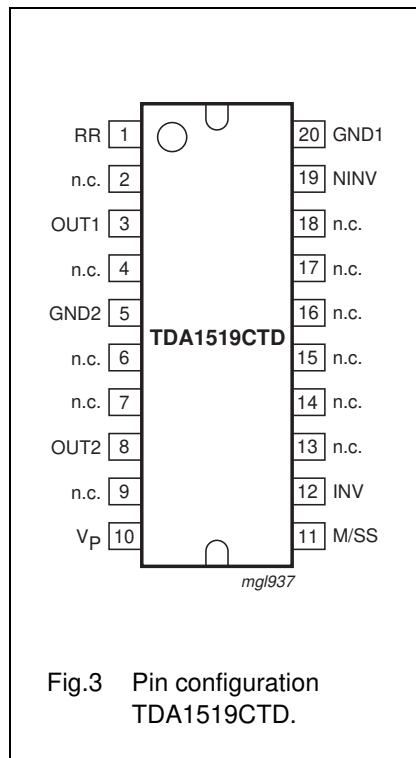 RR 1 20 GND1
n.c. 2 19 NINV
OUT1 3 18 n.c.
n.c. 4 17 n.c.
GND2 5 16 n.c.
TDA1519CTD
n.c. 6 15 n.c.
n.c. 7 14 n.c.
OUT2 8 13 n.c.
n.c. 9 12 INV
VP 10 11 M/SS
mgl937
Fig.3 Pin configuration
TDA1519CTD.